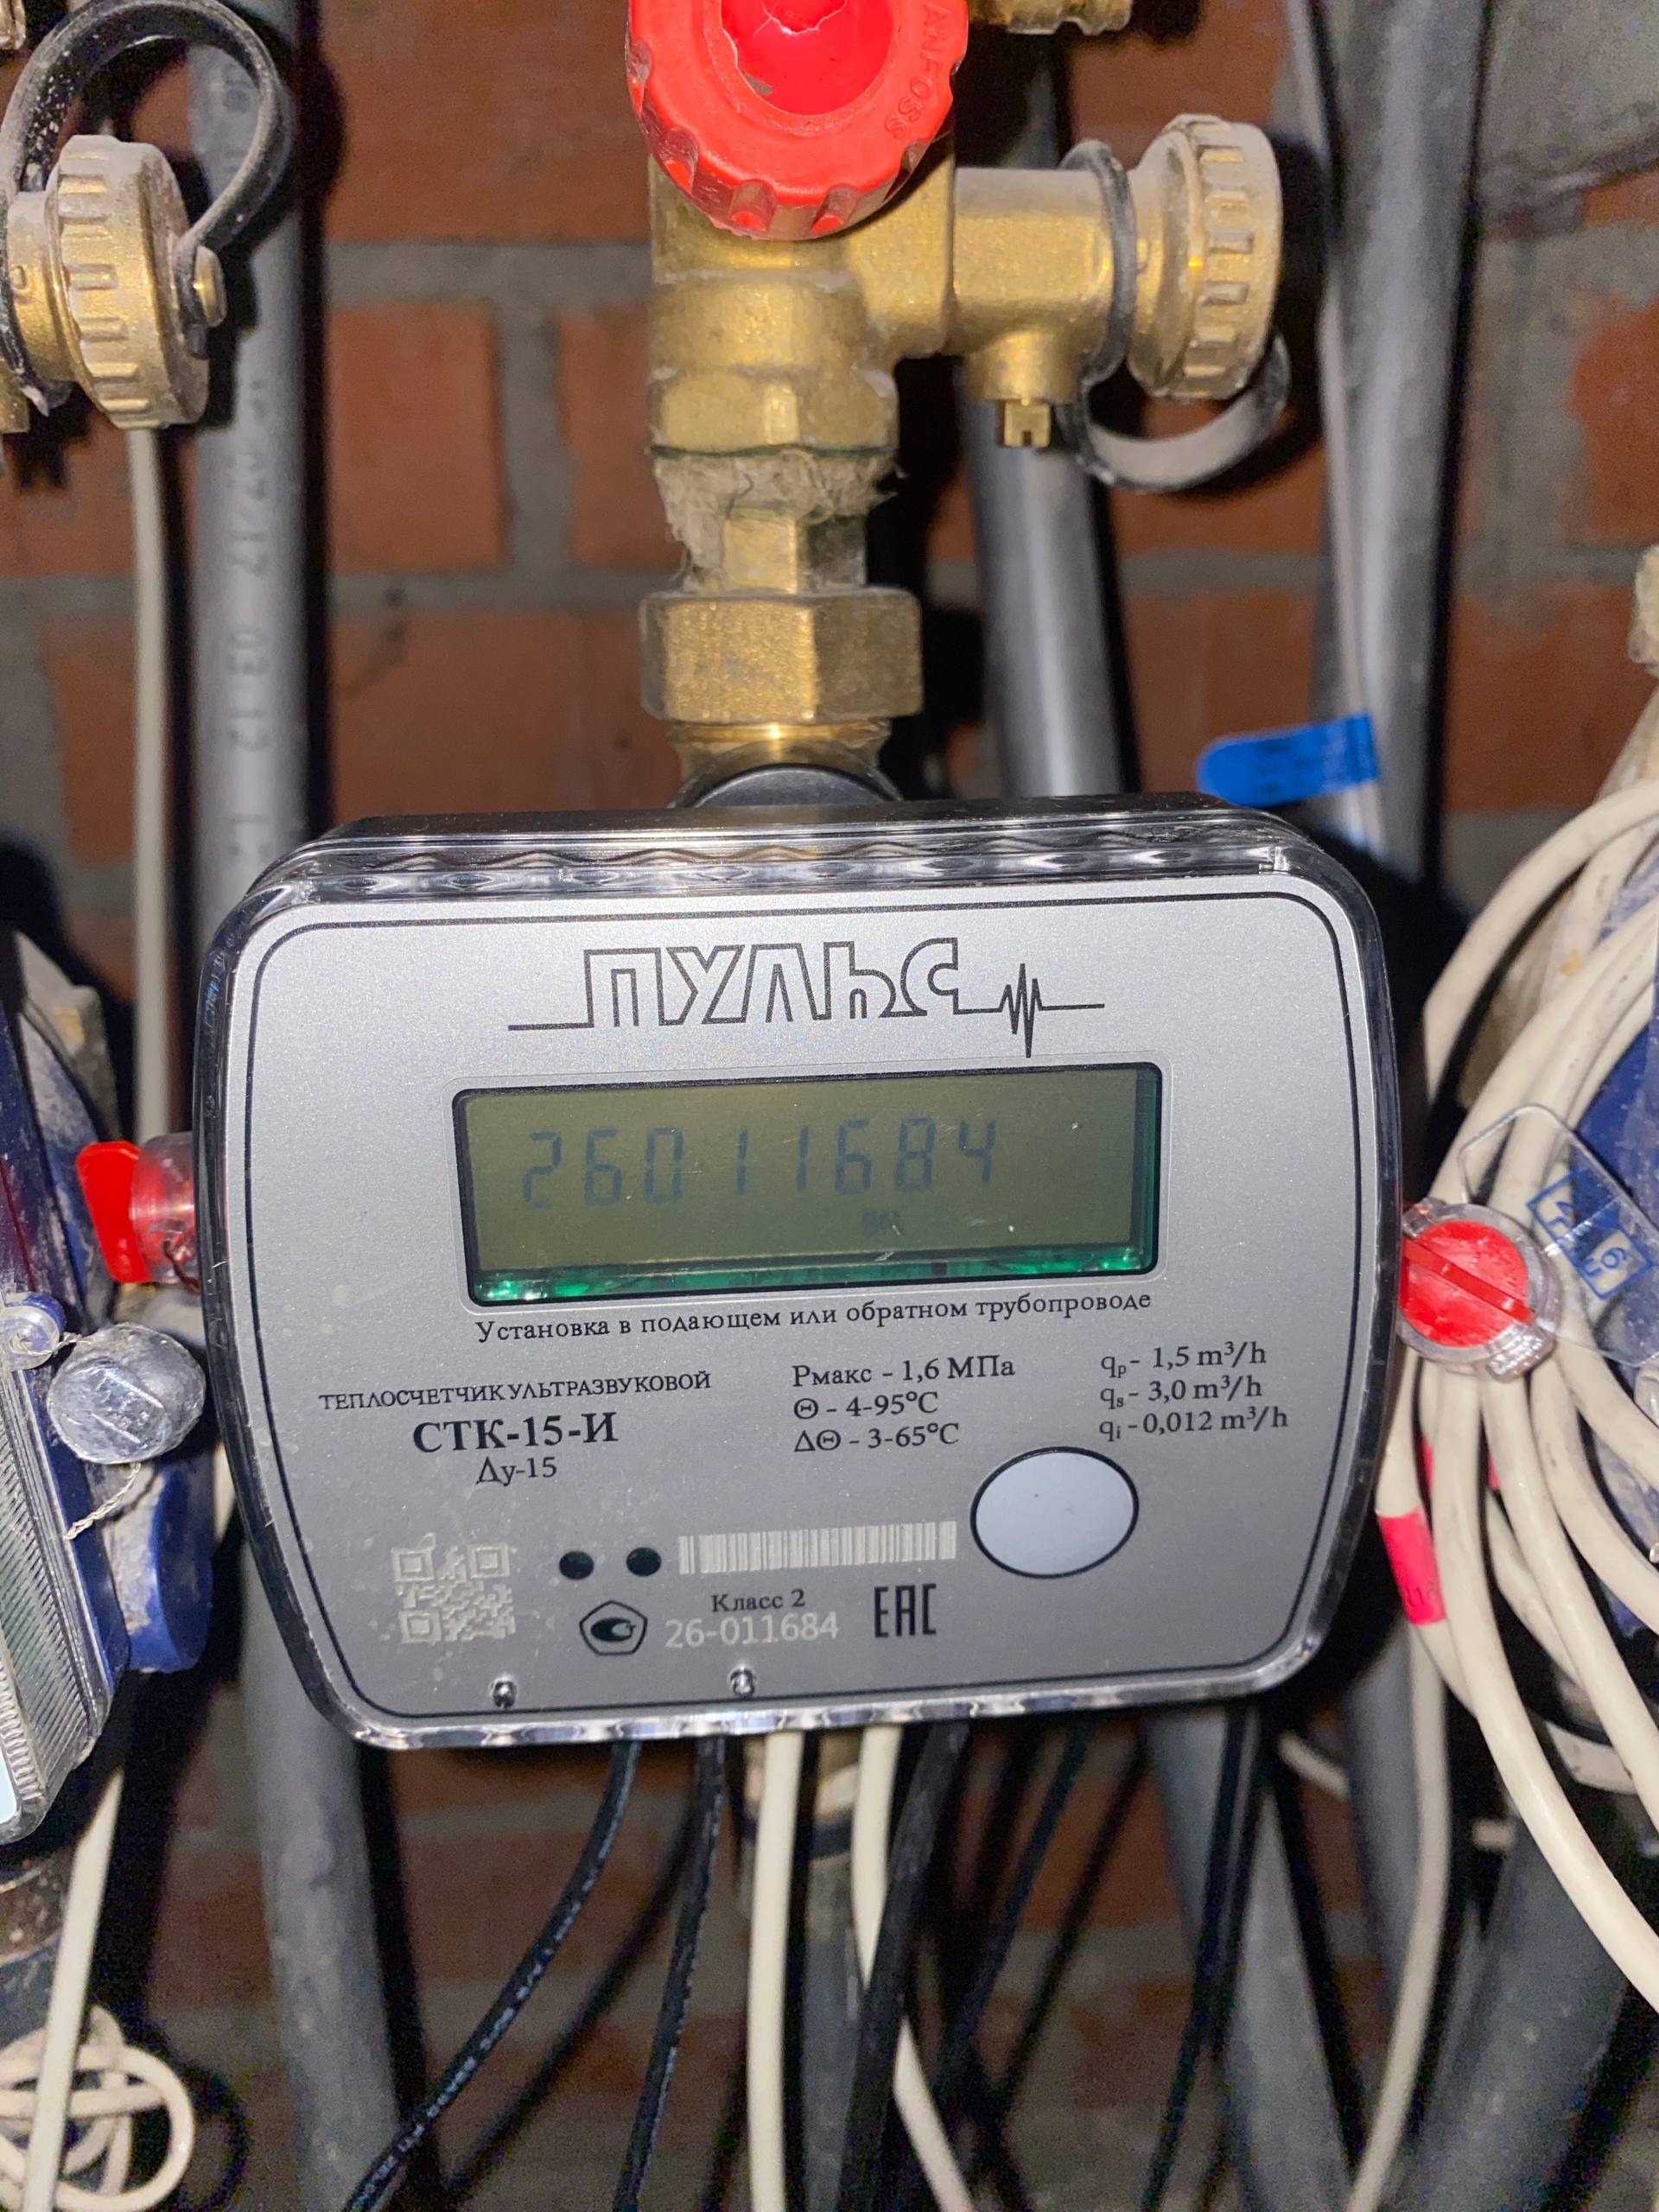 DANFOSS
ПУЛЬС
26011684
Установка в подающем или обратном трубопроводе
ТЕПЛОСЧЕТЧИК УЛЬТРАЗВУКОВОЙ
СТК-15-И
Ду-15
Рмакс - 1,6 МПа
Θ - 4-95°C
ΔΘ - 3-65°C
qp - 1,5 m³/h
qs - 3,0 m³/h
qi - 0,012 m³/h
Класс 2
26-011684
EAC